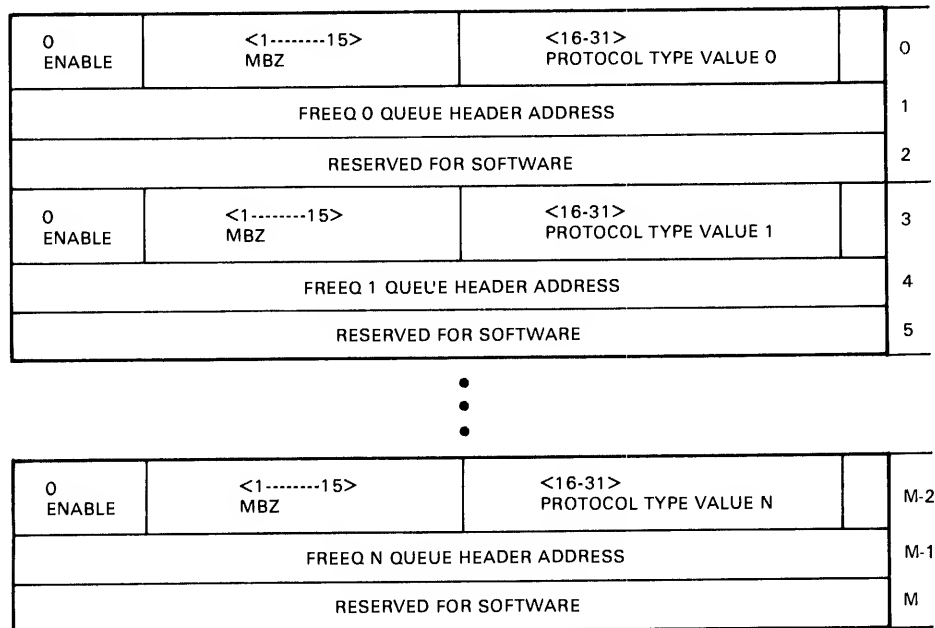 0 <1--------15> <16-31> 0
ENABLE MBZ PROTOCOL TYPE VALUE 0
FREEQ 0 QUEUE HEADER ADDRESS 1
RESERVED FOR SOFTWARE 2
0 <1--------15> <16-31> 3
ENABLE MBZ PROTOCOL TYPE VALUE 1
FREEQ 1 QUEUE HEADER ADDRESS 4
RESERVED FOR SOFTWARE 5
0 <1--------15> <16-31> M-2
ENABLE MBZ PROTOCOL TYPE VALUE N
FREEQ N QUEUE HEADER ADDRESS M-1
RESERVED FOR SOFTWARE M